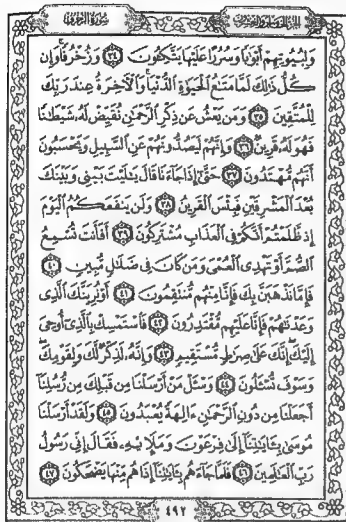 سُورَةُ الزُّخْرُفِ
وَلِبُيُوتِهِمْ أَبْوَٰبًا وَسُرُرًا عَلَيْهَا يَتَّكِـُٔونَ ٣٤ وَزُخْرُفًا وَإِن
كُلُّ ذَٰلِكَ لَمَّا مَتَـٰعُ ٱلْحَيَوٰةِ ٱلدُّنْيَا وَٱلْـَٔاخِرَةُ عِندَ رَبِّكَ
لِلْمُتَّقِينَ ٣٥ وَمَن يَعْشُ عَن ذِكْرِ ٱلرَّحْمَـٰنِ نُقَيِّضْ لَهُۥ شَيْطَـٰنًا
فَهُوَ لَهُۥ قَرِينٌ ٣٦ وَإِنَّهُمْ لَيَصُدُّونَهُمْ عَنِ ٱلسَّبِيلِ وَيَحْسَبُونَ
أَنَّهُم مُّهْتَدُونَ ٣٧ حَتَّىٰٓ إِذَا جَآءَنَا قَالَ يَـٰلَيْتَ بَيْنِى وَبَيْنَكَ
بُعْدَ ٱلْمَشْرِقَيْنِ فَبِئْسَ ٱلْقَرِينُ ٣٨ وَلَن يَنفَعَكُمُ ٱلْيَوْمَ
إِذ ظَّلَمْتُمْ أَنَّكُمْ فِى ٱلْعَذَابِ مُشْتَرِكُونَ ٣٩ أَفَأَنتَ تُسْمِعُ
ٱلصُّمَّ أَوْ تَهْدِى ٱلْعُمْىَ وَمَن كَانَ فِى ضَلَـٰلٍ مُّبِينٍ ٤٠
فَإِمَّا نَذْهَبَنَّ بِكَ فَإِنَّا مِنْهُم مُّنتَقِمُونَ ٤١ أَوْ نُرِيَنَّكَ ٱلَّذِى
وَعَدْنَـٰهُمْ فَإِنَّا عَلَيْهِم مُّقْتَدِرُونَ ٤٢ فَٱسْتَمْسِكْ بِٱلَّذِىٓ أُوحِىَ
إِلَيْكَ إِنَّكَ عَلَىٰ صِرَٰطٍ مُّسْتَقِيمٍ ٤٣ وَإِنَّهُۥ لَذِكْرٌ لَّكَ وَلِقَوْمِكَ
وَسَوْفَ تُسْـَٔلُونَ ٤٤ وَسْـَٔلْ مَنْ أَرْسَلْنَا مِن قَبْلِكَ مِن رُّسُلِنَآ
أَجَعَلْنَا مِن دُونِ ٱلرَّحْمَـٰنِ ءَالِهَةً يُعْبَدُونَ ٤٥ وَلَقَدْ أَرْسَلْنَا
مُوسَىٰ بِـَٔايَـٰتِنَآ إِلَىٰ فِرْعَوْنَ وَمَلَإِيهِۦ فَقَالَ إِنِّى رَسُولُ
رَبِّ ٱلْعَـٰلَمِينَ ٤٦ فَلَمَّا جَآءَهُم بِـَٔايَـٰتِنَآ إِذَا هُم مِّنْهَا يَضْحَكُونَ ٤٧
٤٩٢